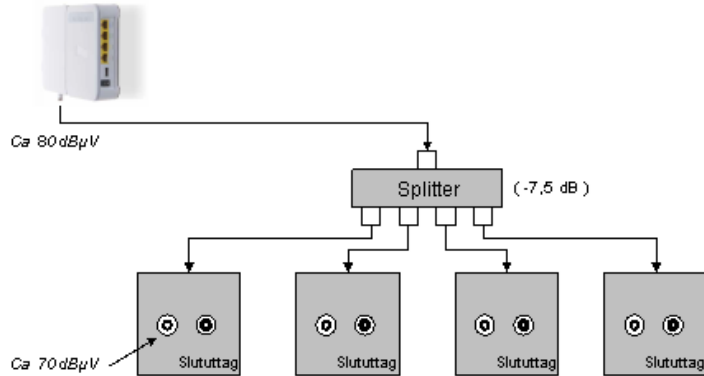 Ca 80dBµV
Splitter
(-7,5 dB)
Slututtag
Slututtag
Slututtag
Slututtag
Ca 70dBµV